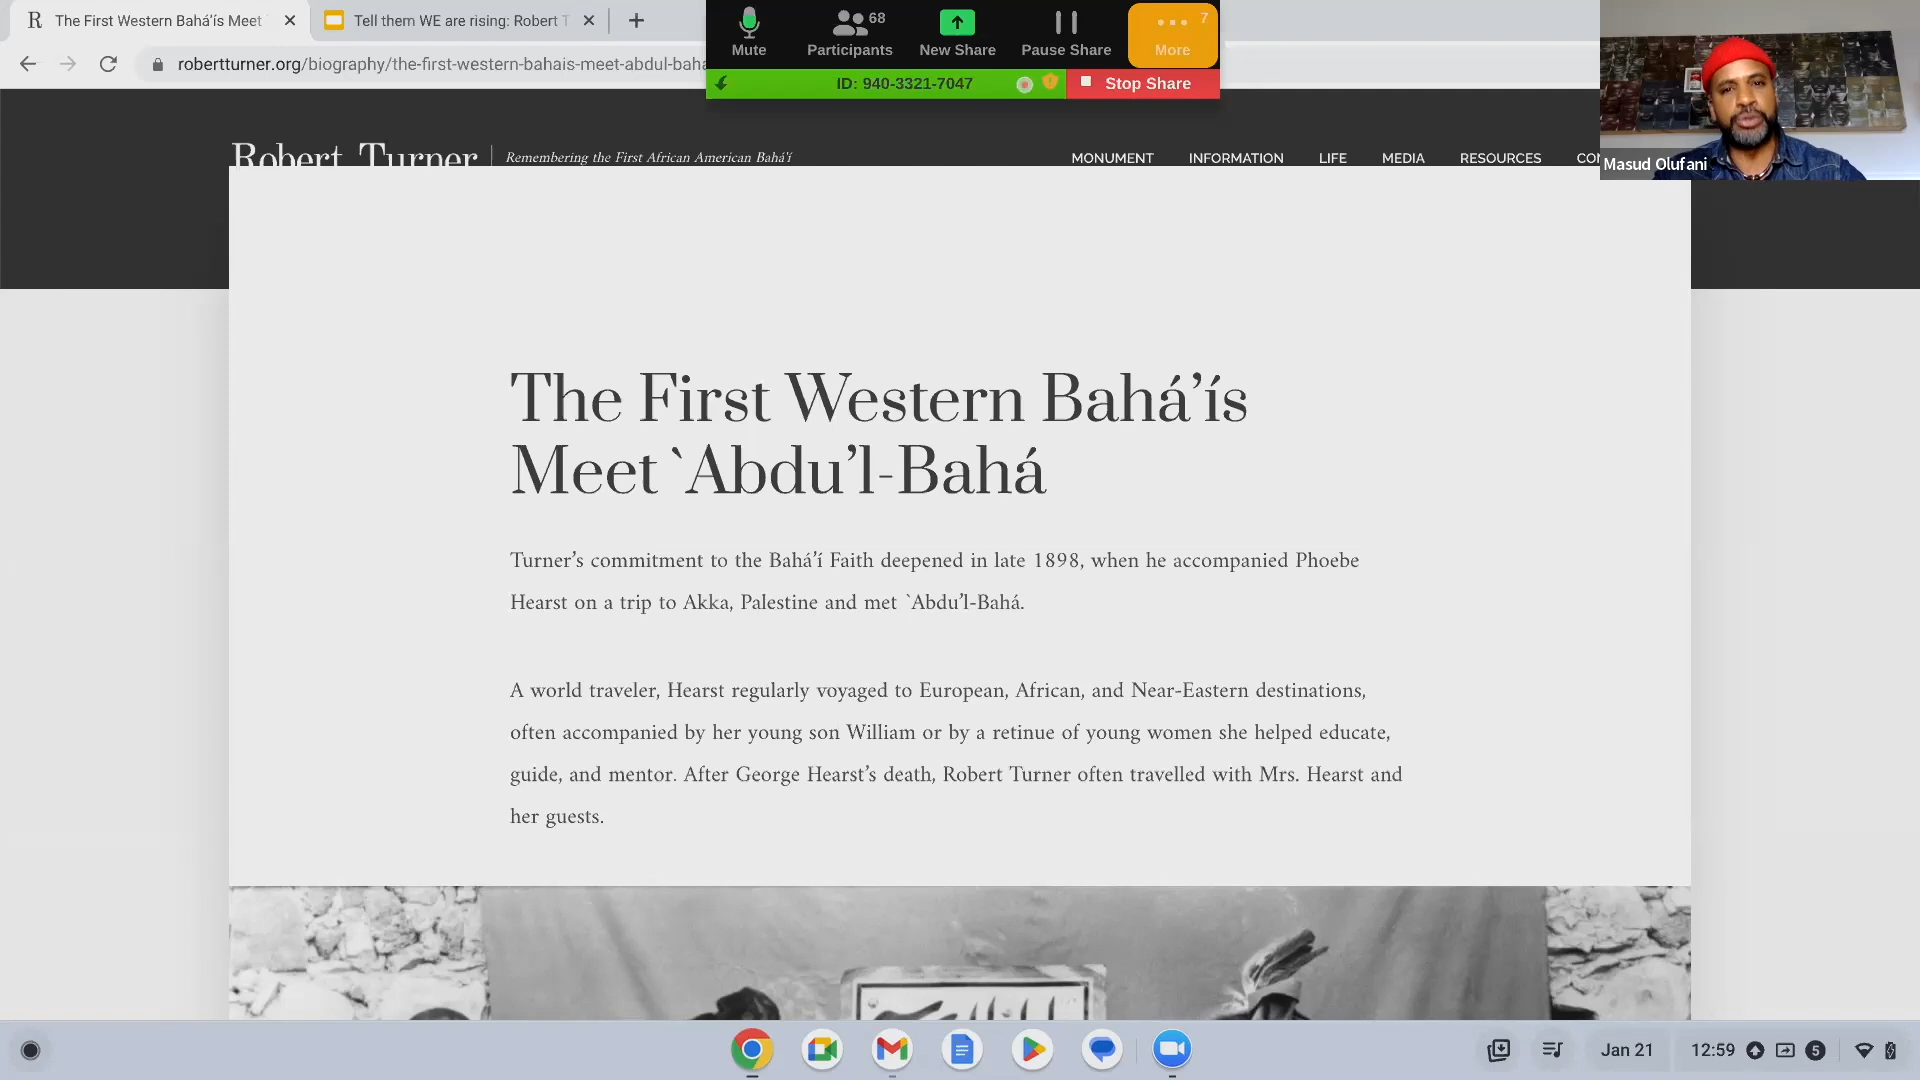 The First Western Bahá’ís Meet
Tell them WE are rising: Robert T
robertturner.org/biography/the-first-western-bahais-meet-abdul-baha
Mute
68
Participants
New Share
Pause Share
7
More
ID: 940-3321-7047
Stop Share
Masud Olufani
Robert Turner
Remembering the First African American Bahá’í
MONUMENT
INFORMATION
LIFE
MEDIA
RESOURCES
CO
The First Western Bahá’ís
Meet `Abdu’l-Bahá
Turner’s commitment to the Bahá’í Faith deepened in late 1898, when he accompanied Phoebe
Hearst on a trip to Akka, Palestine and met `Abdu’l-Bahá.
A world traveler, Hearst regularly voyaged to European, African, and Near-Eastern destinations,
often accompanied by her young son William or by a retinue of young women she helped educate,
guide, and mentor. After George Hearst’s death, Robert Turner often travelled with Mrs. Hearst and
her guests.
Jan 21
12:59
5